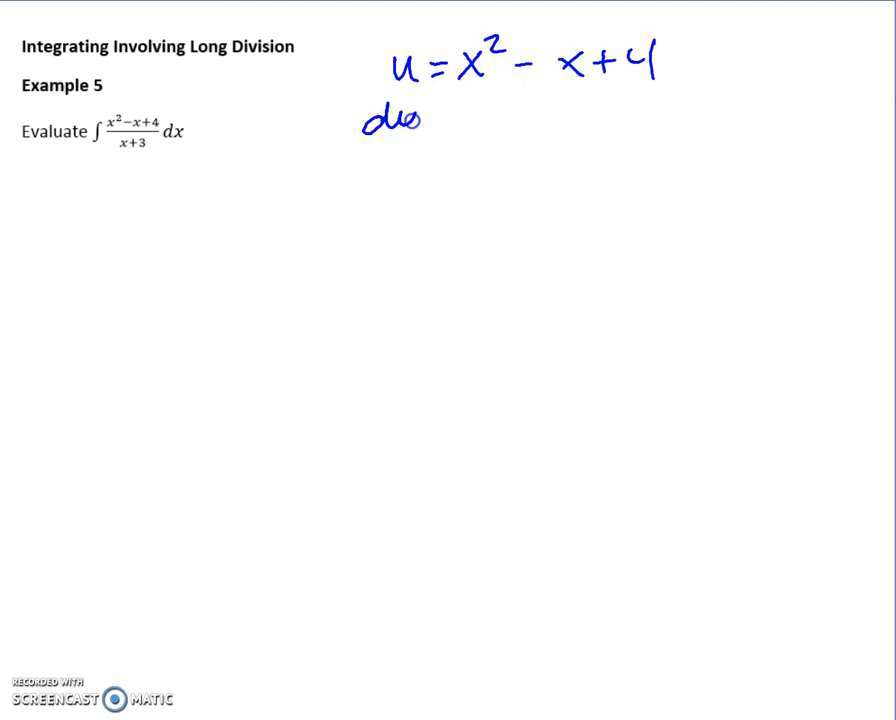 Integrating Involving Long Division
Example 5
Evaluate ∫ (x²−x+4)/(x+3) dx
u = x² - x + 4
du
RECORDED WITH
SCREENCAST MATIC